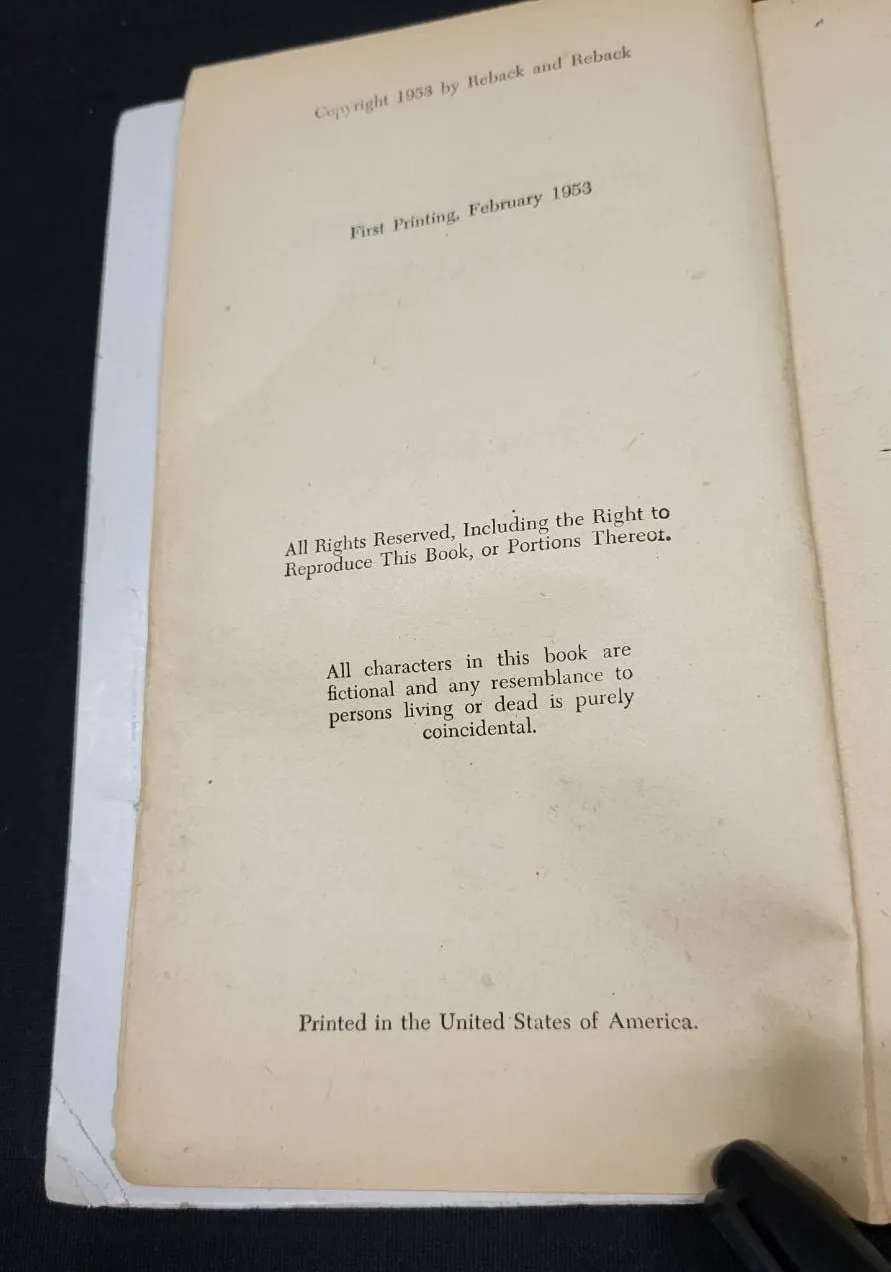 Copyright 1953 by Reback and Reback
First Printing, February 1953
All Rights Reserved, Including the Right to
Reproduce This Book, or Portions Thereof.
All characters in this book are
fictional and any resemblance to
persons living or dead is purely
coincidental.
Printed in the United States of America.